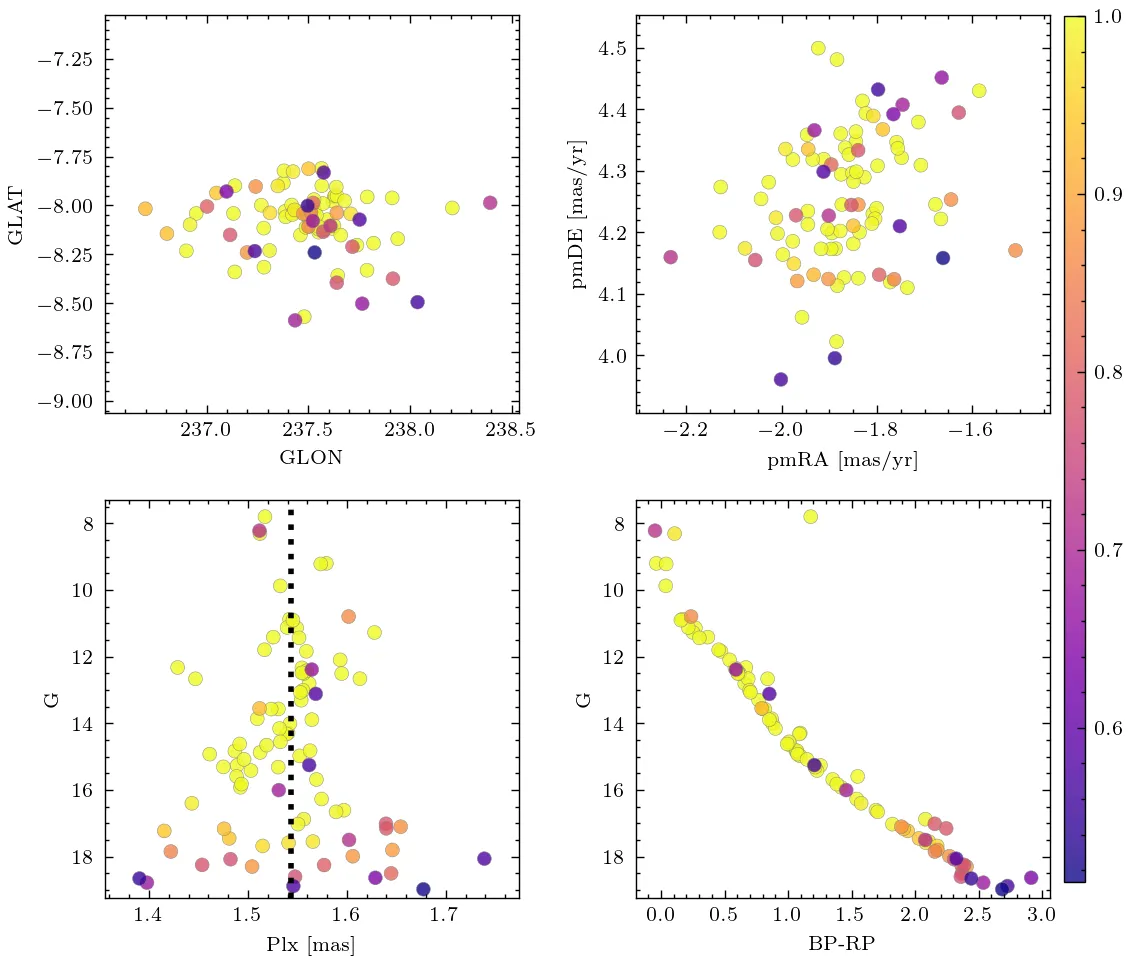 −7.25
−7.50
−7.75
−8.00
−8.25
−8.50
−8.75
−9.00
GLAT
237.0 237.5 238.0 238.5
GLON
4.5
4.4
4.3
4.2
4.1
4.0
pmDE [mas/yr]
−2.2 −2.0 −1.8 −1.6
pmRA [mas/yr]
1.0
0.9
0.8
0.7
0.6
8
10
12
14
16
18
G
1.4 1.5 1.6 1.7
Plx [mas]
8
10
12
14
16
18
G
0.0 0.5 1.0 1.5 2.0 2.5 3.0
BP-RP